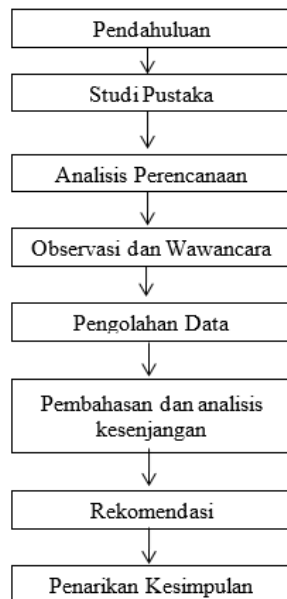 Pendahuluan
Studi Pustaka
Analisis Perencanaan
Observasi dan Wawancara
Pengolahan Data
Pembahasan dan analisis
kesenjangan
Rekomendasi
Penarikan Kesimpulan